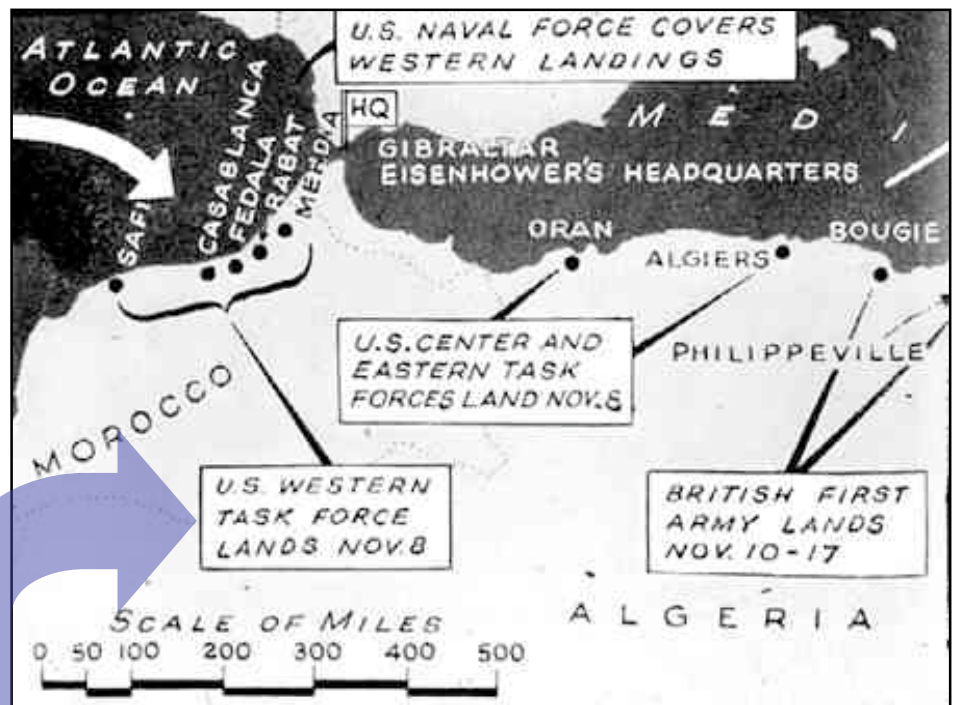 ATLANTIC
OCEAN
U.S. NAVAL FORCE COVERS
WESTERN LANDINGS
HQ
MEDI
GIBRALTAR
EISENHOWER'S HEADQUARTERS
SAFI
CASABLANCA
FEDALA
RABAT
MEHDIA
ORAN
ALGIERS
BOUGIE
PHILIPPEVILLE
U.S. CENTER AND
EASTERN TASK
FORCES LAND NOV. 8
MOROCCO
U.S. WESTERN
TASK FORCE
LANDS NOV. 8
BRITISH FIRST
ARMY LANDS
NOV. 10-17
ALGERIA
SCALE OF MILES
0 50 100 200 300 400 500